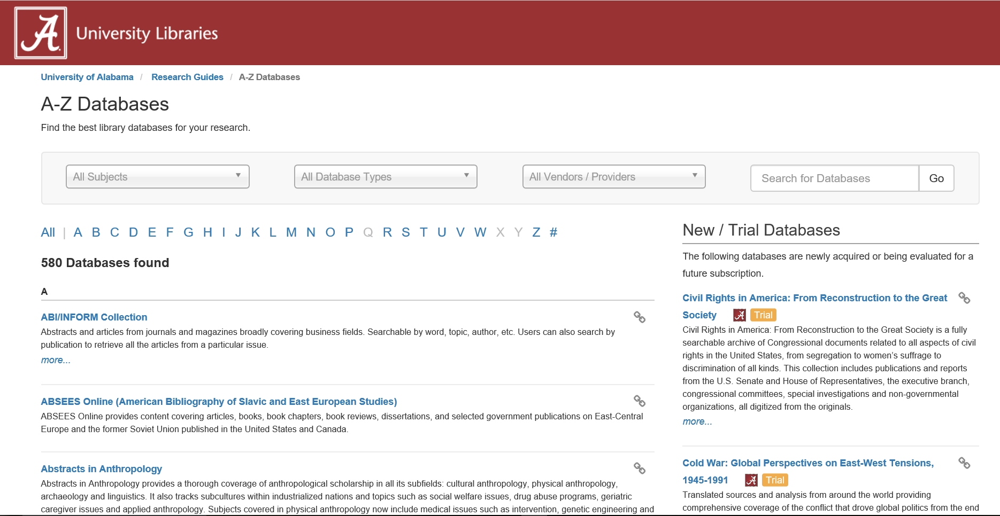 A
University Libraries
University of Alabama / Research Guides / A-Z Databases
A-Z Databases
Find the best library databases for your research.
All Subjects
All Database Types
All Vendors / Providers
Search for Databases
Go
All | A B C D E F G H I J K L M N O P Q R S T U V W X Y Z #
580 Databases found
A
ABI/INFORM Collection
Abstracts and articles from journals and magazines broadly covering business fields. Searchable by word, topic, author, etc. Users can also search by
publication to retrieve all the articles from a particular issue.
more...
ABSEES Online (American Bibliography of Slavic and East European Studies)
ABSEES Online provides content covering articles, books, book chapters, book reviews, dissertations, and selected government publications on East-Central
Europe and the former Soviet Union published in the United States and Canada.
Abstracts in Anthropology
Abstracts in Anthropology provides a thorough coverage of anthropological scholarship in all its subfields: cultural anthropology, physical anthropology,
archaeology and linguistics. It also tracks subcultures within industrialized nations and topics such as social welfare issues, drug abuse programs, geriatric
caregiver issues and applied anthropology. Subjects covered in physical anthropology now include medical issues such as intervention, genetic engineering and
New / Trial Databases
The following databases are newly acquired or being evaluated for a
future subscription.
Civil Rights in America: From Reconstruction to the Great
Society A Trial
Civil Rights in America: From Reconstruction to the Great Society is a fully
searchable archive of Congressional documents related to all aspects of civil
rights in the United States, from segregation to women’s suffrage to
discrimination of all kinds. This collection includes publications and reports
from the U.S. Senate and House of Representatives, the executive branch,
congressional committees, special investigations and non-governmental
organizations, all digitized from the originals.
more...
Cold War: Global Perspectives on East-West Tensions,
1945-1991 A Trial
Translated sources and analysis from around the world providing
comprehensive coverage of the conflict that drove global politics from the end